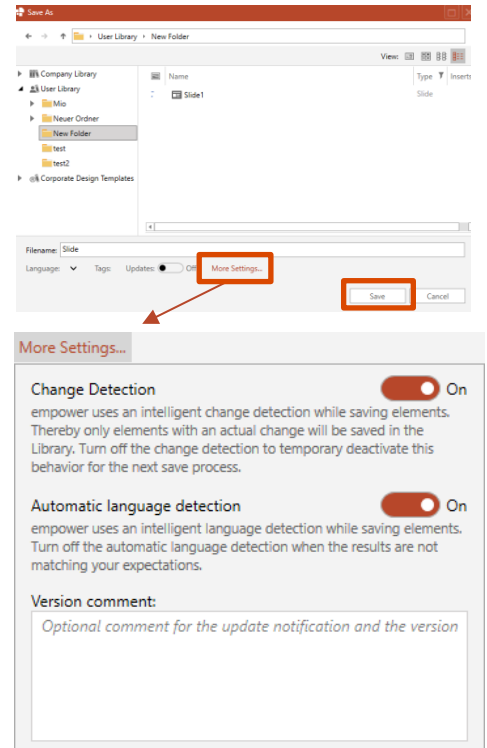 Save As
User Library › New Folder
View:
Company Library
User Library
Mio
Neuer Ordner
New Folder
test
test2
Corporate Design Templates
Name
Type
Inserts
Slide1
Slide
Filename: Slide
Language:
Tags:
Updates:
Off
More Settings...
Save
Cancel
More Settings...
Change Detection
On
empower uses an intelligent change detection while saving elements.
Thereby only elements with an actual change will be saved in the
Library. Turn off the change detection to temporary deactivate this
behavior for the next save process.
Automatic language detection
On
empower uses an intelligent language detection while saving elements.
Turn off the automatic language detection when the results are not
matching your expectations.
Version comment:
Optional comment for the update notification and the version